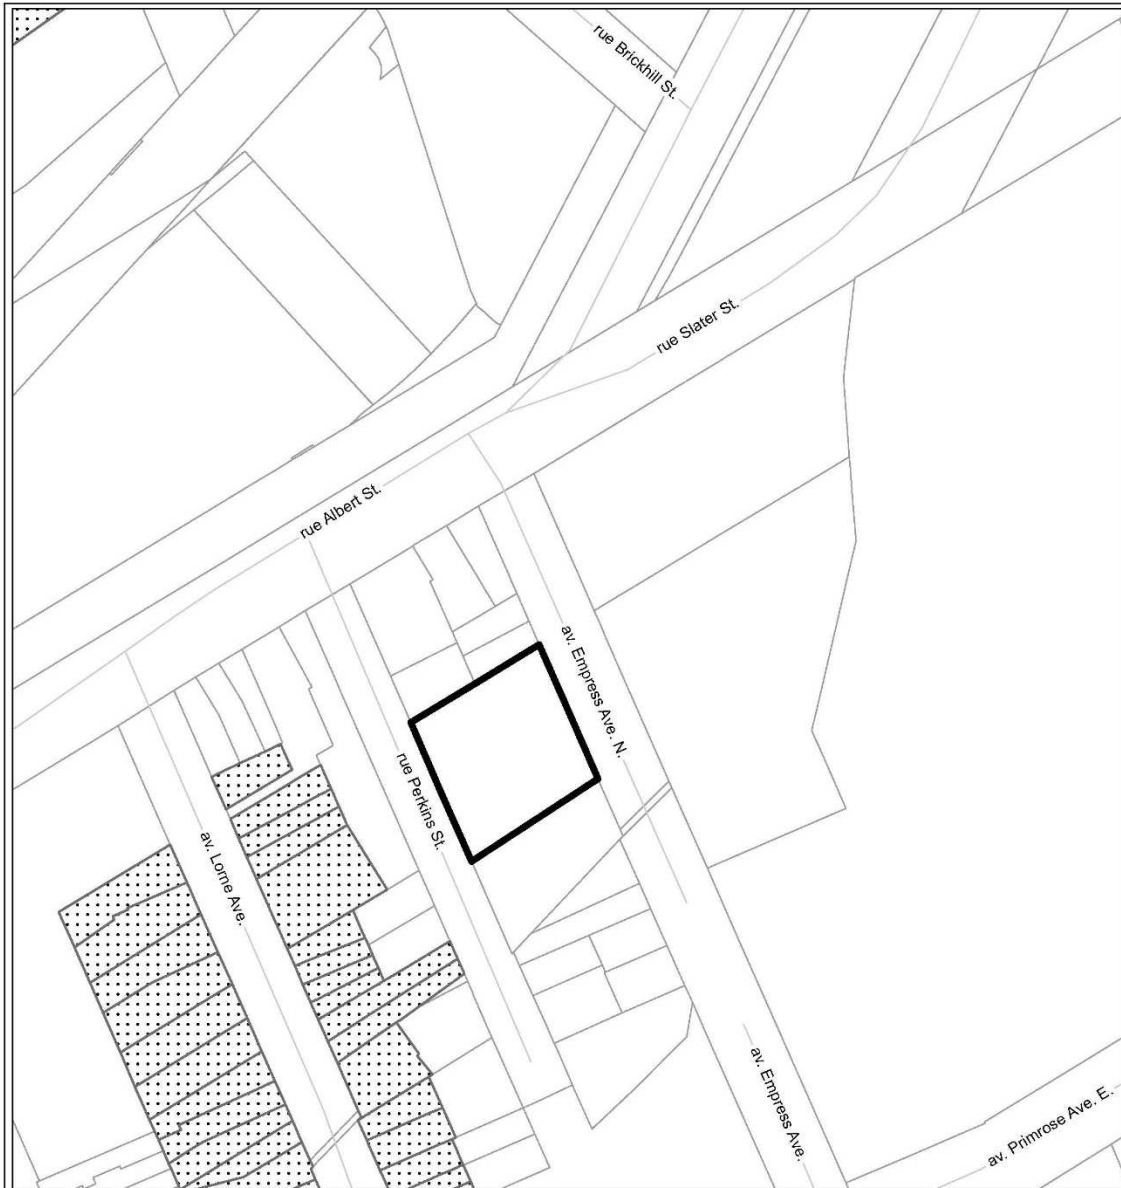 rue Brickhill St.
rue Slater St.
rue Albert St.
av. Empress Ave. N.
rue Perkins St.
av. Lorne Ave.
av. Empress Ave.
av. Primrose Ave. E.